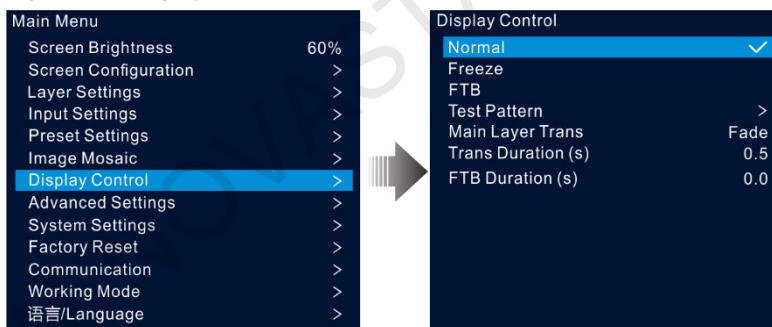 Main Menu
Screen Brightness 60%
Screen Configuration >
Layer Settings >
Input Settings >
Preset Settings >
Image Mosaic >
Display Control >
Advanced Settings >
System Settings >
Factory Reset >
Communication >
Working Mode >
语言/Language >
Display Control
Normal ✓
Freeze
FTB
Test Pattern >
Main Layer Trans Fade
Trans Duration (s) 0.5
FTB Duration (s) 0.0